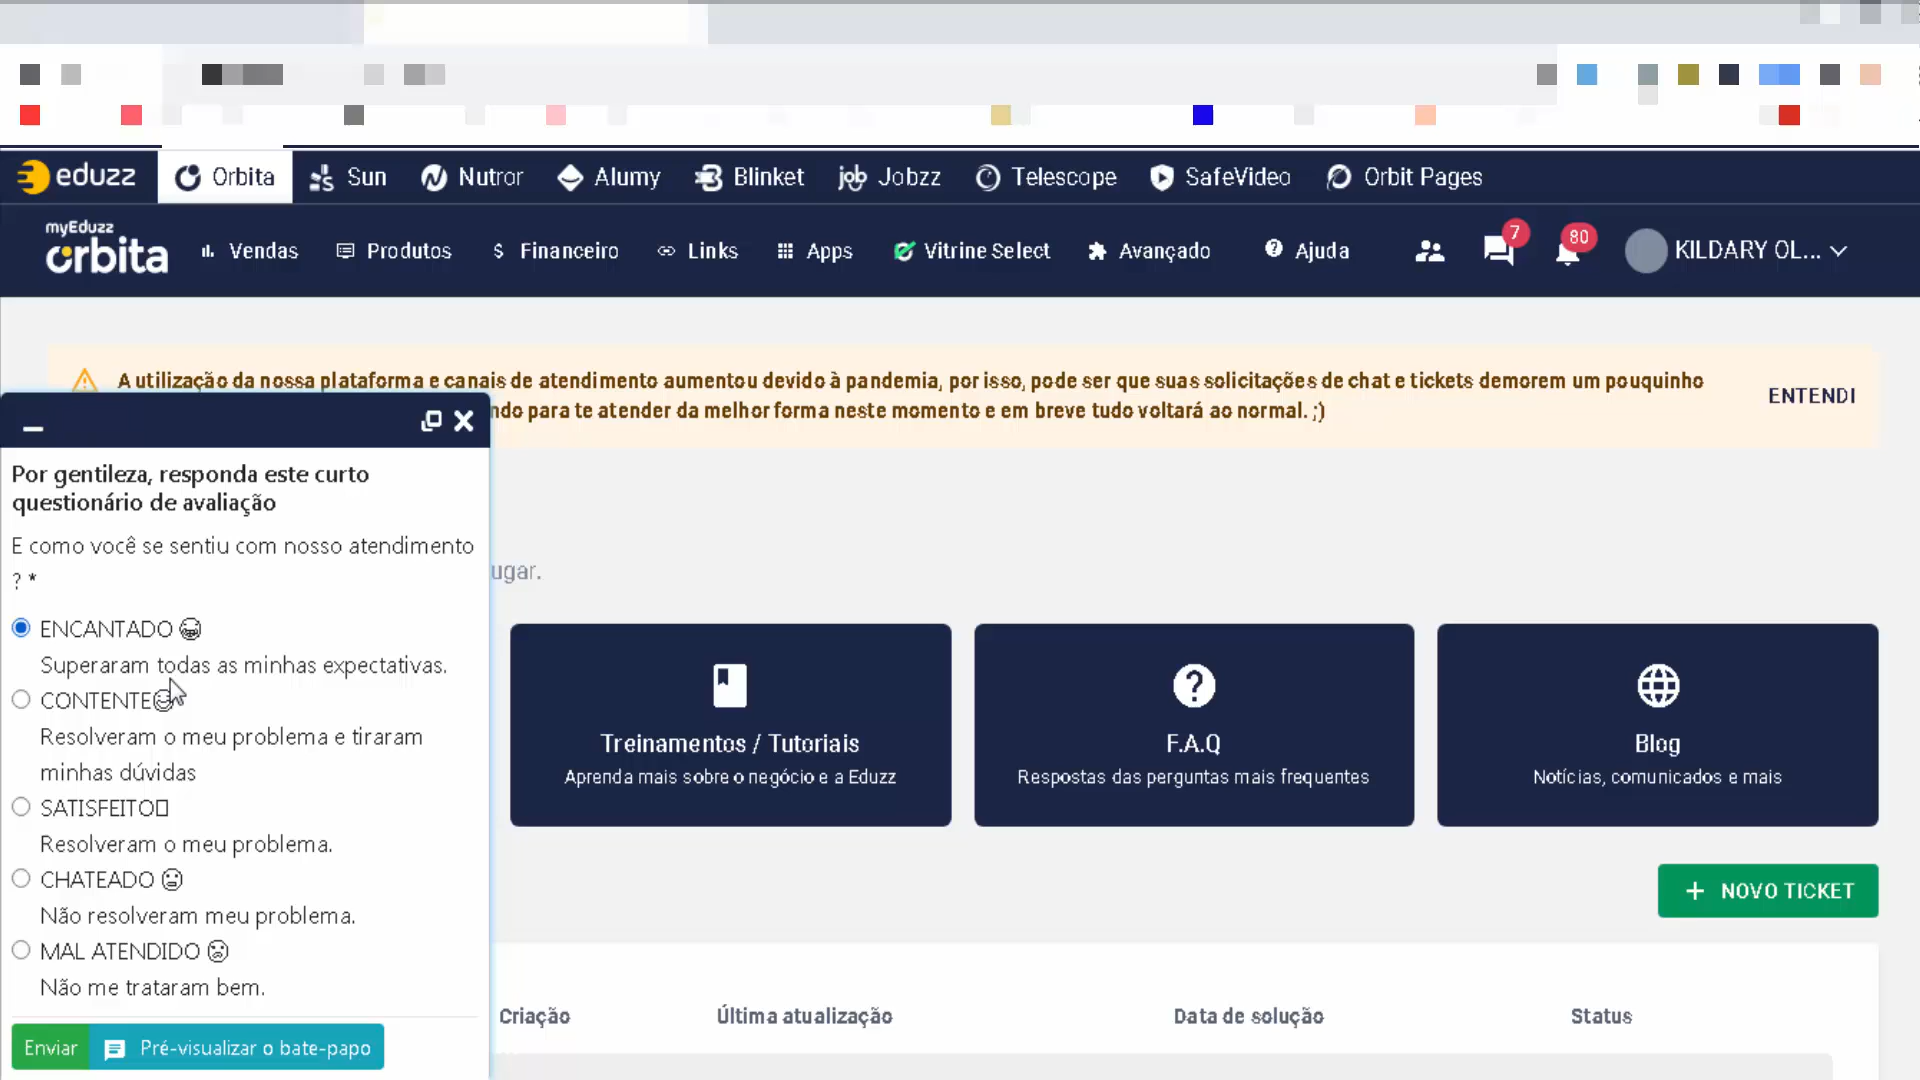 eduzz
Orbita
Sun
Nutror
Alumy
Blinket
job Jobzz
Telescope
SafeVideo
Orbit Pages
myEduzz
orbita
Vendas
Produtos
$ Financeiro
Links
Apps
Vitrine Select
Avançado
Ajuda
7
80
KILDARY OL...
A utilização da nossa plataforma e canais de atendimento aumentou devido à pandemia, por isso, pode ser que suas solicitações de chat e tickets demorem um pouquinho
ndo para te atender da melhor forma neste momento e em breve tudo voltará ao normal. ;)
ENTENDI
Por gentileza, responda este curto
questionário de avaliação
E como você se sentiu com nosso atendimento
? *
ENCANTADO 😀
Superaram todas as minhas expectativas.
CONTENTE😊
Resolveram o meu problema e tiraram
minhas dúvidas
SATISFEITO
Resolveram o meu problema.
CHATEADO 😐
Não resolveram meu problema.
MAL ATENDIDO 😟
Não me trataram bem.
Enviar
Pré-visualizar o bate-papo
ugar.
Treinamentos / Tutoriais
Aprenda mais sobre o negócio e a Eduzz
F.A.Q
Respostas das perguntas mais frequentes
Blog
Notícias, comunicados e mais
+ NOVO TICKET
Criação
Última atualização
Data de solução
Status